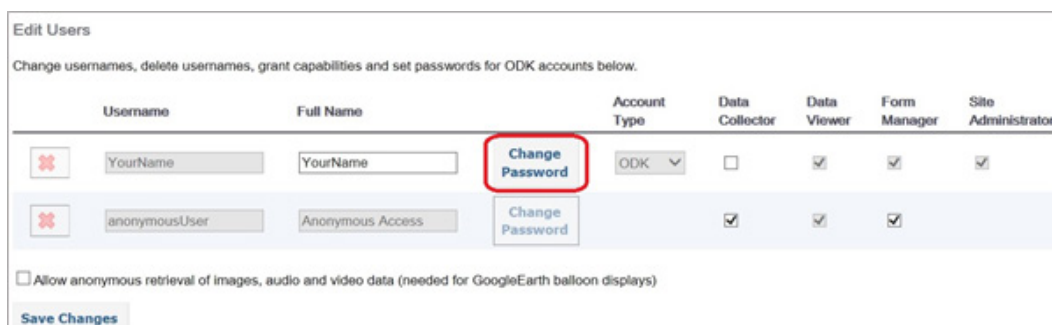 Edit Users
Change usernames, delete usernames, grant capabilities and set passwords for ODK accounts below.
Username Full Name Account Type Data Collector Data Viewer Form Manager Site Administrator
YourName YourName Change Password ODK
anonymousUser Anonymous Access Change Password
Allow anonymous retrieval of images, audio and video data (needed for GoogleEarth balloon displays)
Save Changes